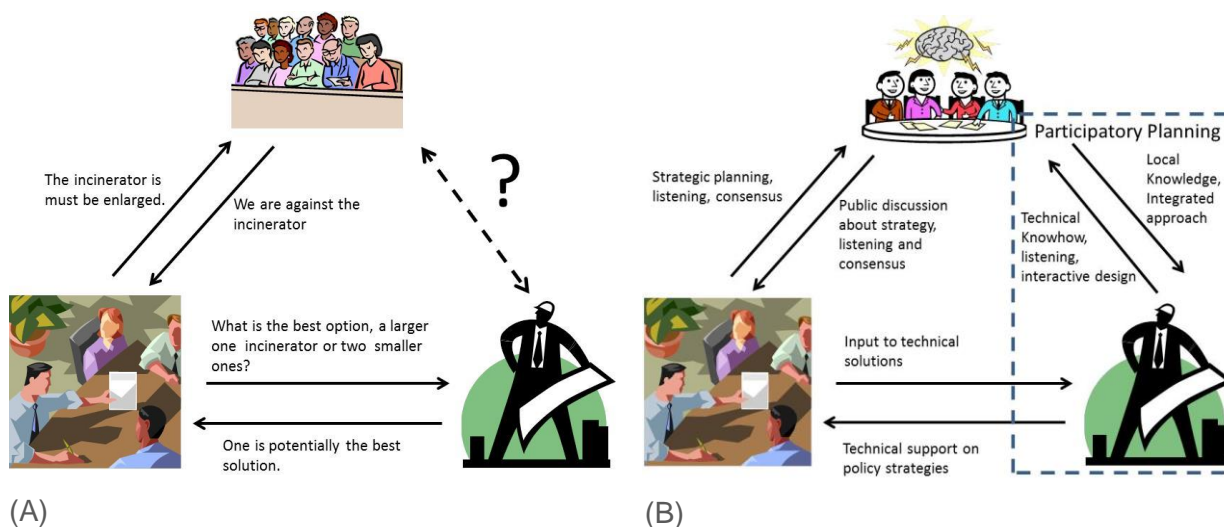 The incinerator is
must be enlarged.
We are against the
incinerator
?
What is the best option, a larger
one incinerator or two smaller
ones?
One is potentially the best
solution.
(A)
Participatory Planning
Strategic planning,
listening, consensus
Public discussion
about strategy,
listening and
consensus
Local
Knowledge,
Integrated
approach
Technical
Knowhow,
listening,
interactive design
Input to technical
solutions
Technical support on
policy strategies
(B)